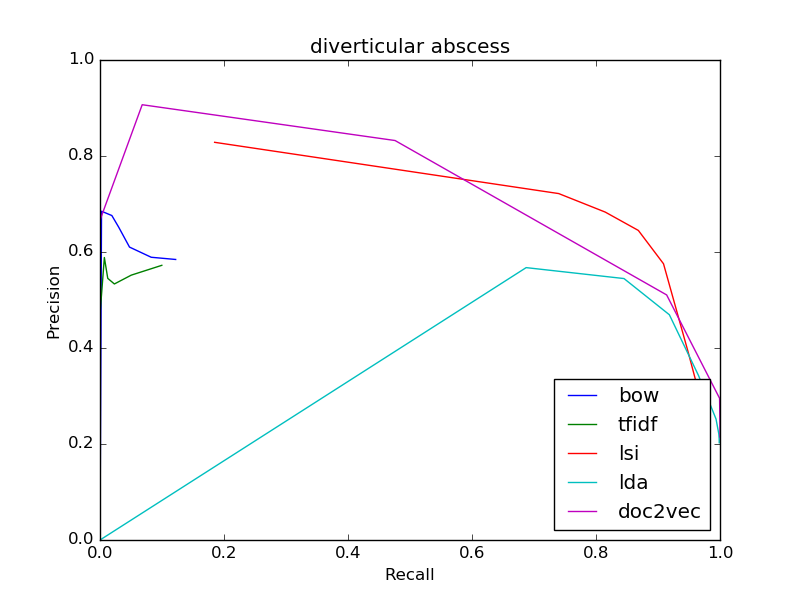 diverticular abscess
1.0
0.8
0.6
0.4
0.2
0.0
Precision
0.0 0.2 0.4 0.6 0.8 1.0
Recall
bow
tfidf
lsi
lda
doc2vec